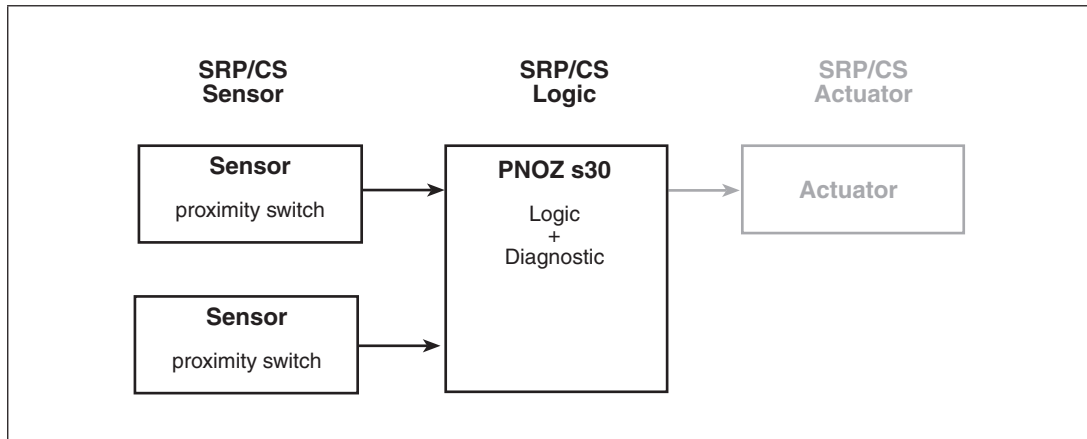 SRP/CS
Sensor
SRP/CS
Logic
SRP/CS
Actuator
Sensor
proximity switch
PNOZ s30
Logic
+
Diagnostic
Actuator
Sensor
proximity switch